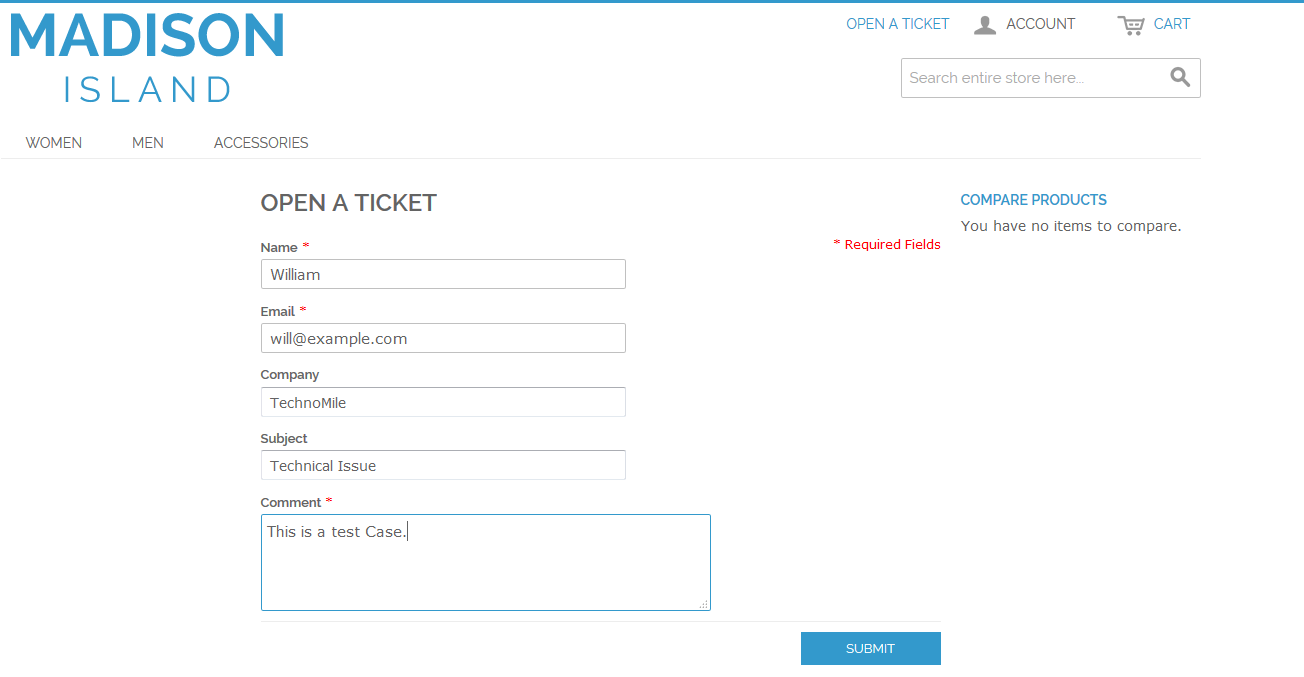 MADISON
ISLAND
OPEN A TICKET
ACCOUNT
CART
Search entire store here...
WOMEN
MEN
ACCESSORIES
OPEN A TICKET
* Required Fields
Name *
William
Email *
will@example.com
Company
TechnoMile
Subject
Technical Issue
Comment *
This is a test Case.
SUBMIT
COMPARE PRODUCTS
You have no items to compare.